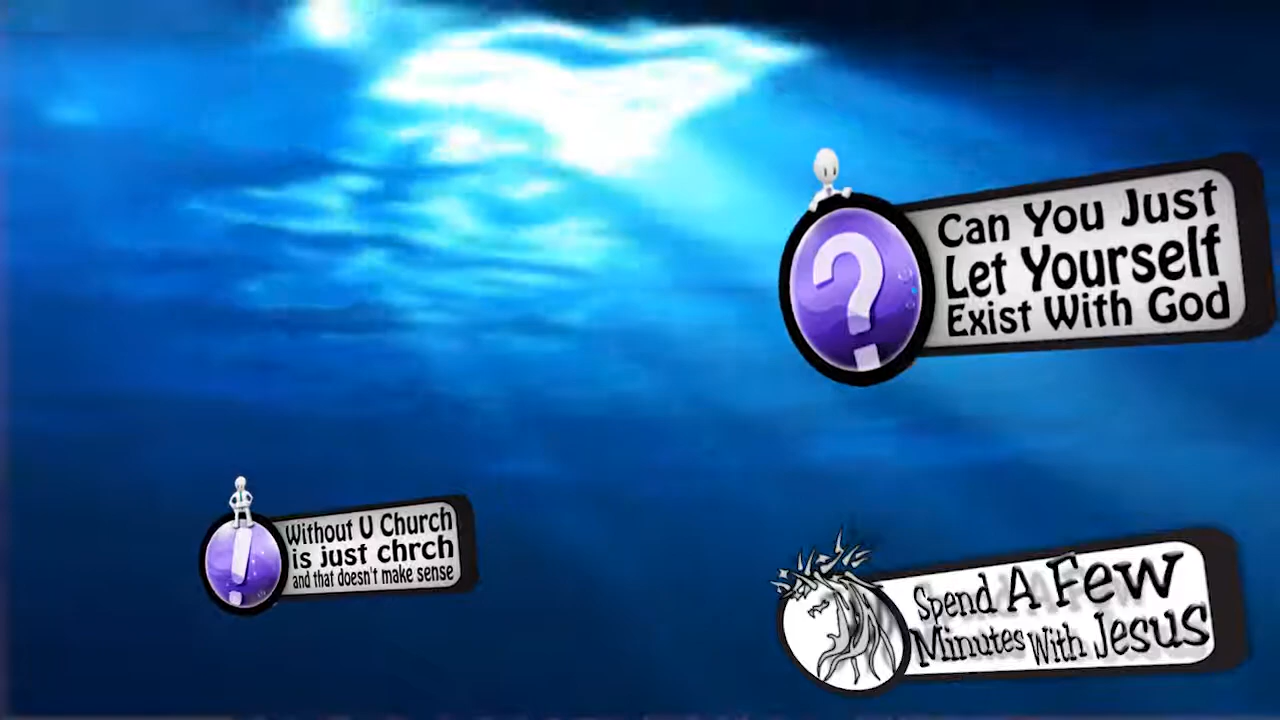 Can You Just
Let Yourself
Exist With God
?
Without U Church
is just chrch
and that doesn't make sense
!
Spend A Few
Minutes With Jesus